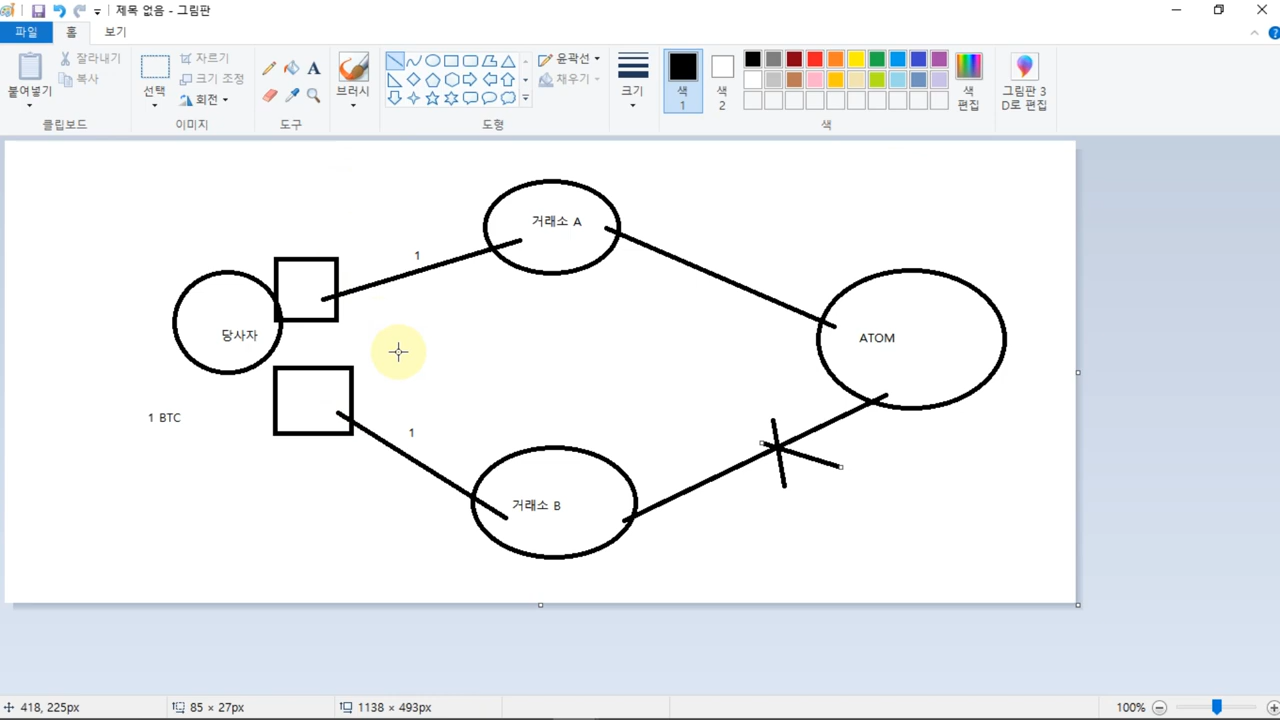 제목 없음 - 그림판
파일 홈 보기
붙여넣기
잘라내기
복사
클립보드
선택
자르기
크기 조정
회전
이미지
A
도구
브러시
윤곽선
채우기
도형
크기
색 1
색 2
색 편집
색
그림판 3D로 편집
거래소 A
1
당사자
ATOM
1 BTC
1
거래소 B
418, 225px 85 × 27px 1138 × 493px 100%